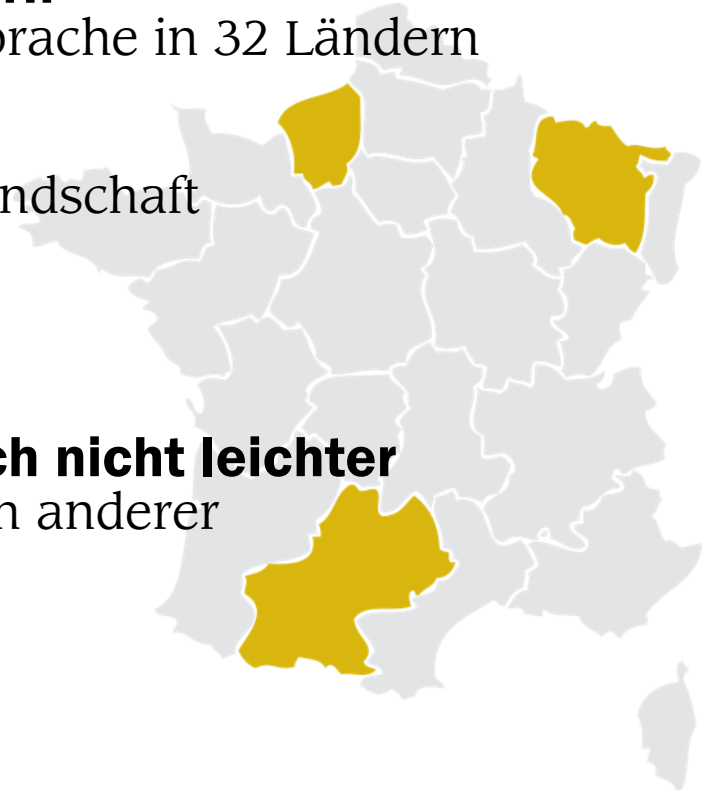 prache in 32 Ländern
ndschaft
ch nicht leichter
n anderer